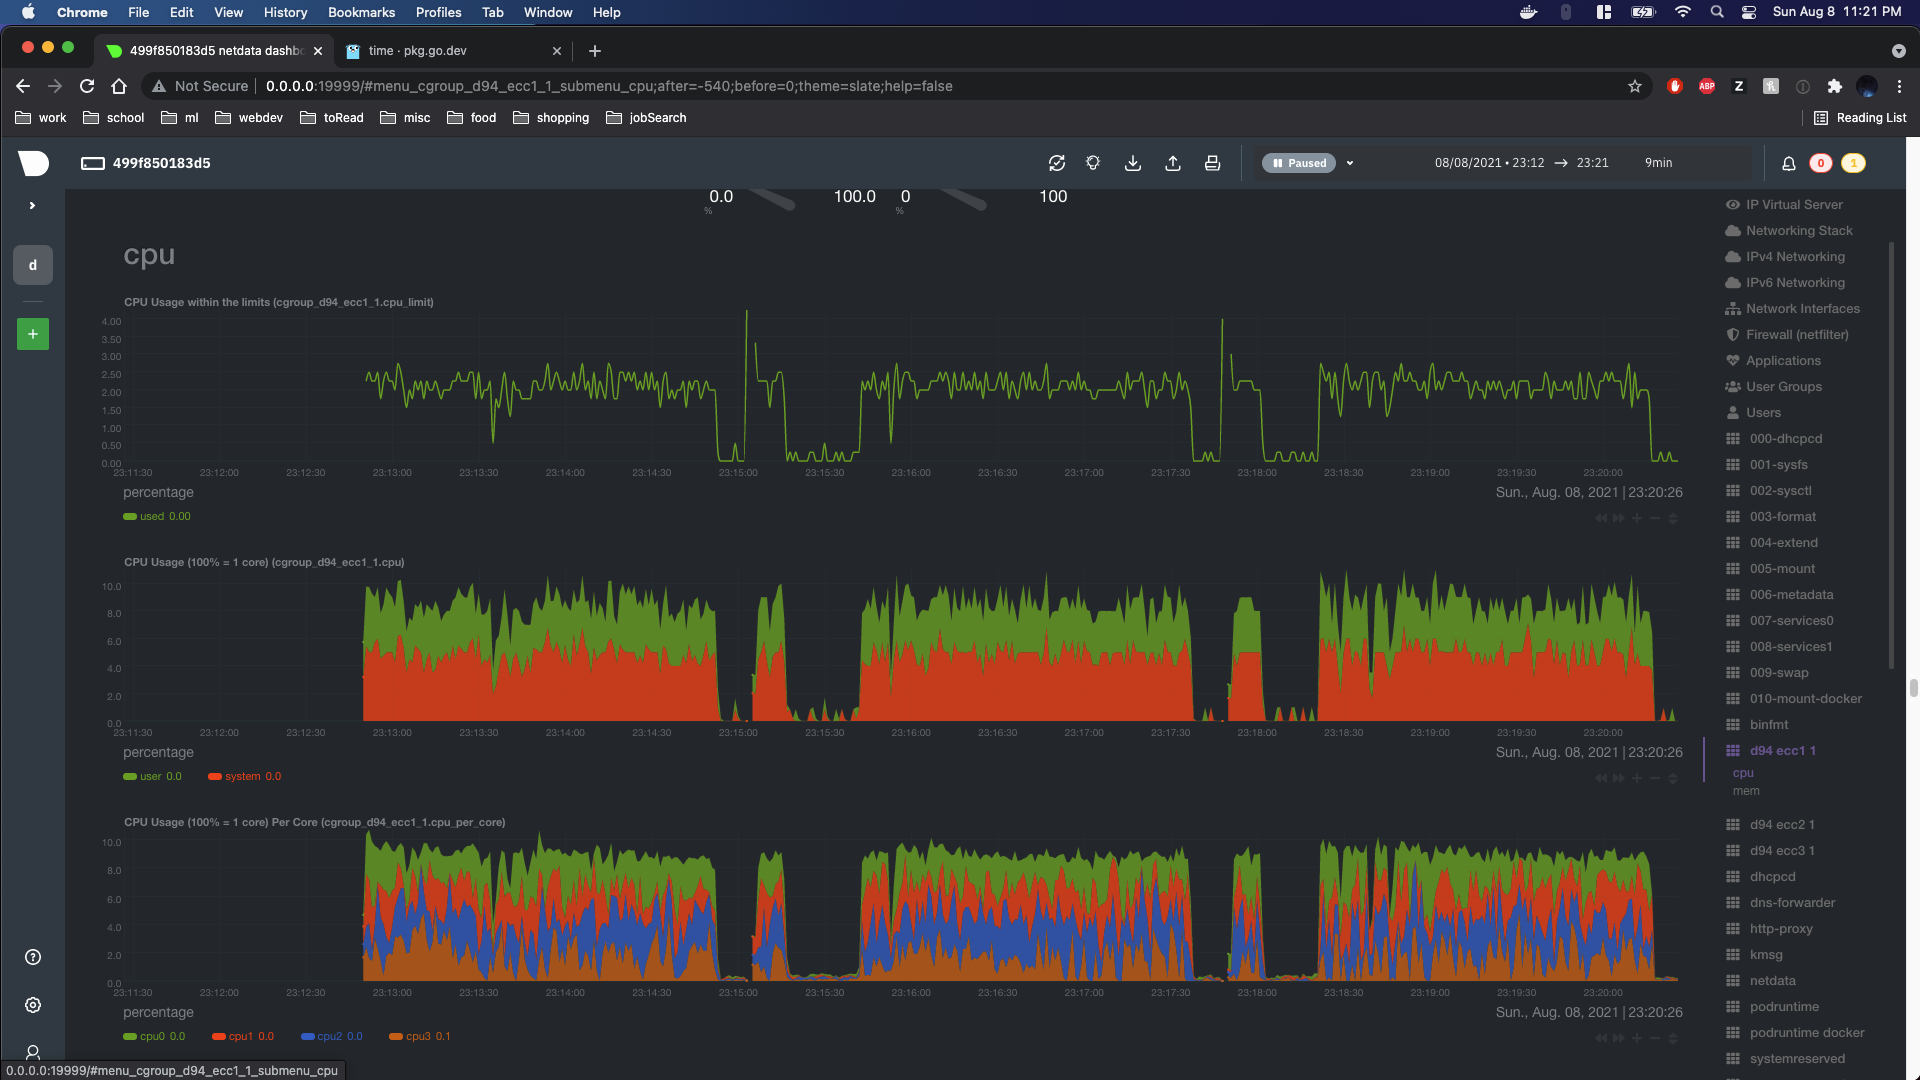 Chrome File Edit View History Bookmarks Profiles Tab Window Help Sun Aug 8 11:21 PM
499f850183d5 netdata dashbo time · pkg.go.dev
Not Secure 0.0.0.0:19999/#menu_cgroup_d94_ecc1_1_submenu_cpu;after=-540;before=0;theme=slate;help=false ABP Z
work school ml webdev toRead misc food shopping jobSearch Reading List
499f850183d5 Paused 08/08/2021 • 23:12 → 23:21 9min 0 1
0.0 100.0 0 100
% %
d
+
cpu
CPU Usage within the limits (cgroup_d94_ecc1_1.cpu_limit)
4.00
3.50
3.00
2.50
2.00
1.50
1.00
0.50
0.00
23:11:30 23:12:00 23:12:30 23:13:00 23:13:30 23:14:00 23:14:30 23:15:00 23:15:30 23:16:00 23:16:30 23:17:00 23:17:30 23:18:00 23:18:30 23:19:00 23:19:30 23:20:00
percentage Sun., Aug. 08, 2021 | 23:20:26
used 0.00
CPU Usage (100% = 1 core) (cgroup_d94_ecc1_1.cpu)
10.0
8.0
6.0
4.0
2.0
0.0
23:11:30 23:12:00 23:12:30 23:13:00 23:13:30 23:14:00 23:14:30 23:15:00 23:15:30 23:16:00 23:16:30 23:17:00 23:17:30 23:18:00 23:18:30 23:19:00 23:19:30 23:20:00
percentage Sun., Aug. 08, 2021 | 23:20:26
user 0.0 system 0.0
CPU Usage (100% = 1 core) Per Core (cgroup_d94_ecc1_1.cpu_per_core)
10.0
8.0
6.0
4.0
2.0
0.0
23:11:30 23:12:00 23:12:30 23:13:00 23:13:30 23:14:00 23:14:30 23:15:00 23:15:30 23:16:00 23:16:30 23:17:00 23:17:30 23:18:00 23:18:30 23:19:00 23:19:30 23:20:00
percentage Sun., Aug. 08, 2021 | 23:20:26
cpu0 0.0 cpu1 0.0 cpu2 0.0 cpu3 0.1
IP Virtual Server
Networking Stack
IPv4 Networking
IPv6 Networking
Network Interfaces
Firewall (netfilter)
Applications
User Groups
Users
000-dhcpcd
001-sysfs
002-sysctl
003-format
004-extend
005-mount
006-metadata
007-services0
008-services1
009-swap
010-mount-docker
binfmt
d94 ecc1 1
cpu
mem
d94 ecc2 1
d94 ecc3 1
dhcpcd
dns-forwarder
http-proxy
kmsg
netdata
podruntime
podruntime docker
systemreserved
0.0.0.0:19999/#menu_cgroup_d94_ecc1_1_submenu_cpu